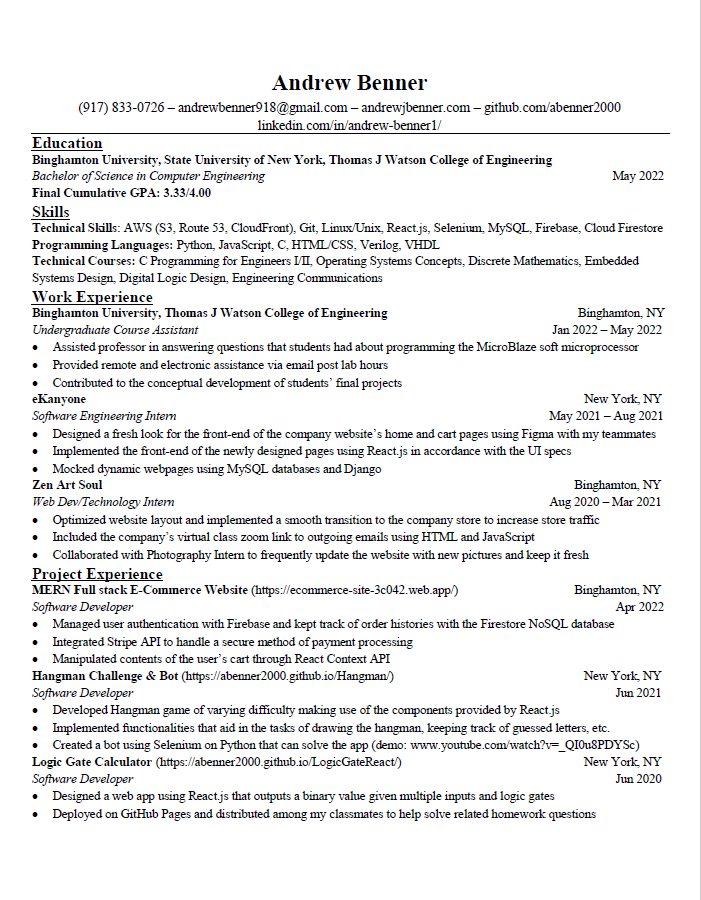 Andrew Benner
(917) 833-0726 – andrewbenner918@gmail.com – andrewjbenner.com – github.com/abenner2000
linkedin.com/in/andrew-benner1/
Education
Binghamton University, State University of New York, Thomas J Watson College of Engineering
Bachelor of Science in Computer Engineering May 2022
Final Cumulative GPA: 3.33/4.00
Skills
Technical Skills: AWS (S3, Route 53, CloudFront), Git, Linux/Unix, React.js, Selenium, MySQL, Firebase, Cloud Firestore
Programming Languages: Python, JavaScript, C, HTML/CSS, Verilog, VHDL
Technical Courses: C Programming for Engineers I/II, Operating Systems Concepts, Discrete Mathematics, Embedded
Systems Design, Digital Logic Design, Engineering Communications
Work Experience
Binghamton University, Thomas J Watson College of Engineering Binghamton, NY
Undergraduate Course Assistant Jan 2022 – May 2022
• Assisted professor in answering questions that students had about programming the MicroBlaze soft microprocessor
• Provided remote and electronic assistance via email post lab hours
• Contributed to the conceptual development of students' final projects
eKanyone New York, NY
Software Engineering Intern May 2021 – Aug 2021
• Designed a fresh look for the front-end of the company website's home and cart pages using Figma with my teammates
• Implemented the front-end of the newly designed pages using React.js in accordance with the UI specs
• Mocked dynamic webpages using MySQL databases and Django
Zen Art Soul Binghamton, NY
Web Dev/Technology Intern Aug 2020 – Mar 2021
• Optimized website layout and implemented a smooth transition to the company store to increase store traffic
• Included the company's virtual class zoom link to outgoing emails using HTML and JavaScript
• Collaborated with Photography Intern to frequently update the website with new pictures and keep it fresh
Project Experience
MERN Full stack E-Commerce Website (https://ecommerce-site-3c042.web.app/) Binghamton, NY
Software Developer Apr 2022
• Managed user authentication with Firebase and kept track of order histories with the Firestore NoSQL database
• Integrated Stripe API to handle a secure method of payment processing
• Manipulated contents of the user's cart through React Context API
Hangman Challenge & Bot (https://abenner2000.github.io/Hangman/) New York, NY
Software Developer Jun 2021
• Developed Hangman game of varying difficulty making use of the components provided by React.js
• Implemented functionalities that aid in the tasks of drawing the hangman, keeping track of guessed letters, etc.
• Created a bot using Selenium on Python that can solve the app (demo: www.youtube.com/watch?v=_QI0u8PDYSc)
Logic Gate Calculator (https://abenner2000.github.io/LogicGateReact/) New York, NY
Software Developer Jun 2020
• Designed a web app using React.js that outputs a binary value given multiple inputs and logic gates
• Deployed on GitHub Pages and distributed among my classmates to help solve related homework questions